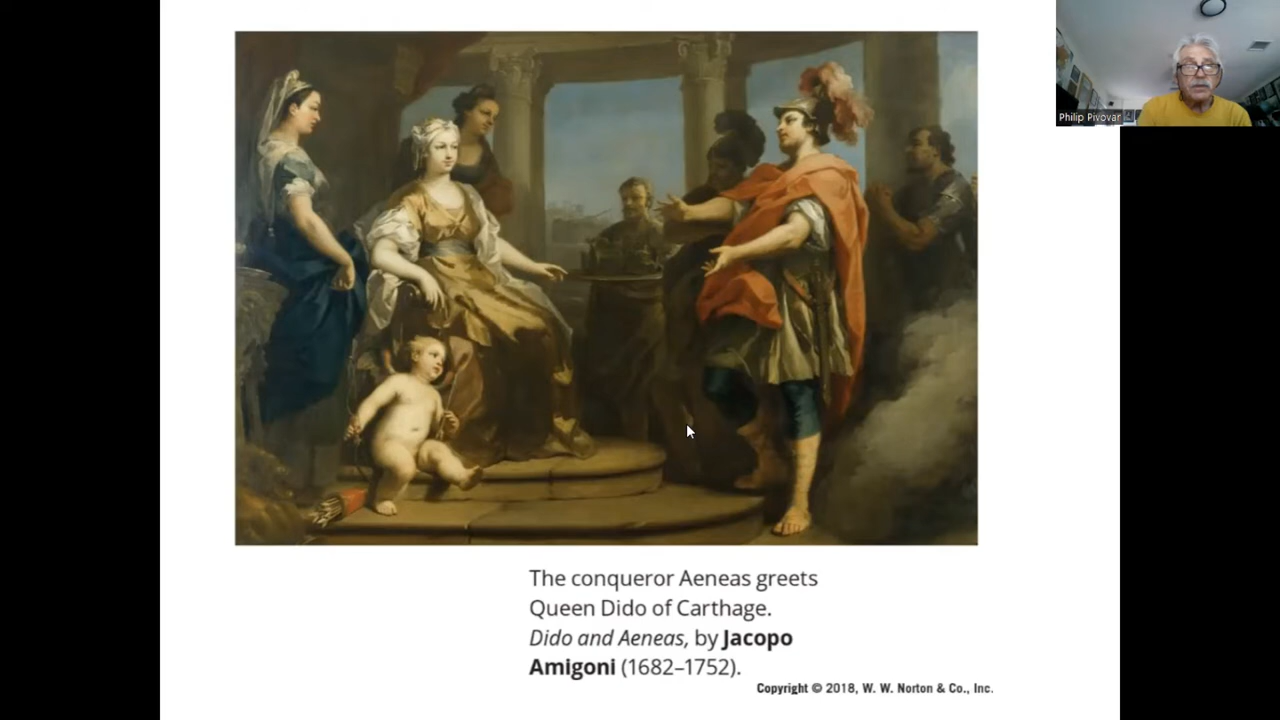 Philip Pivovar
The conqueror Aeneas greets
Queen Dido of Carthage.
Dido and Aeneas, by Jacopo
Amigoni (1682–1752).
Copyright © 2018, W. W. Norton & Co., Inc.